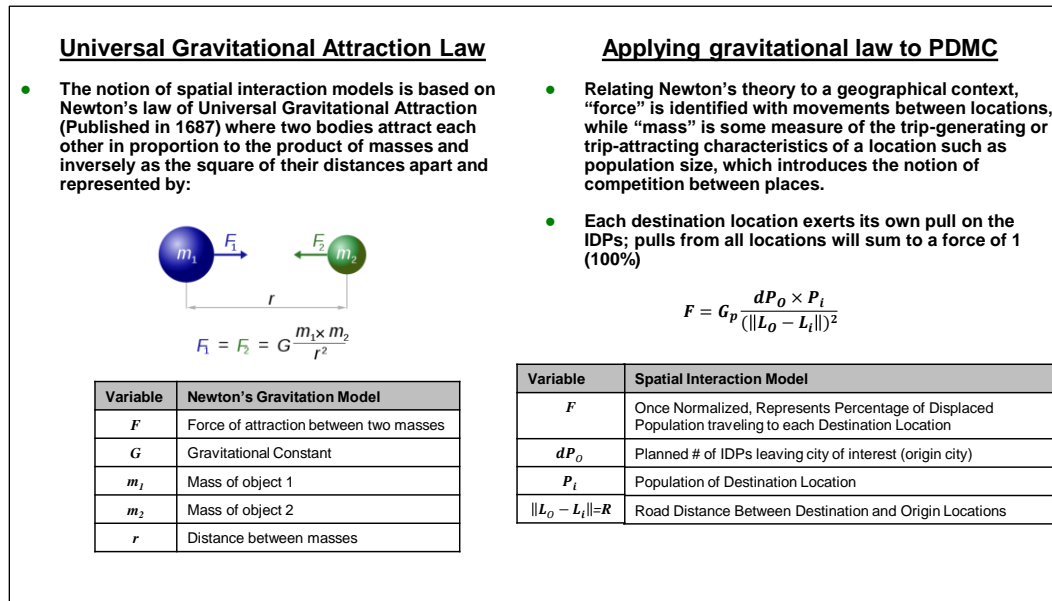 Universal Gravitational Attraction Law
● The notion of spatial interaction models is based on
Newton's law of Universal Gravitational Attraction
(Published in 1687) where two bodies attract each
other in proportion to the product of masses and
inversely as the square of their distances apart and
represented by:
m₁ F₁ F₂ m₂
r
F₁ = F₂ = G m₁× m₂ / r²
Variable Newton's Gravitation Model
F Force of attraction between two masses
G Gravitational Constant
m₁ Mass of object 1
m₂ Mass of object 2
r Distance between masses
Applying gravitational law to PDMC
● Relating Newton's theory to a geographical context,
“force” is identified with movements between locations,
while “mass” is some measure of the trip-generating or
trip-attracting characteristics of a location such as
population size, which introduces the notion of
competition between places.
● Each destination location exerts its own pull on the
IDPs; pulls from all locations will sum to a force of 1
(100%)
F = Gₚ dP_O × P_i / (‖L_O − L_i‖)²
Variable Spatial Interaction Model
F Once Normalized, Represents Percentage of Displaced
Population traveling to each Destination Location
dP_O Planned # of IDPs leaving city of interest (origin city)
P_i Population of Destination Location
‖L_O − L_i‖=R Road Distance Between Destination and Origin Locations